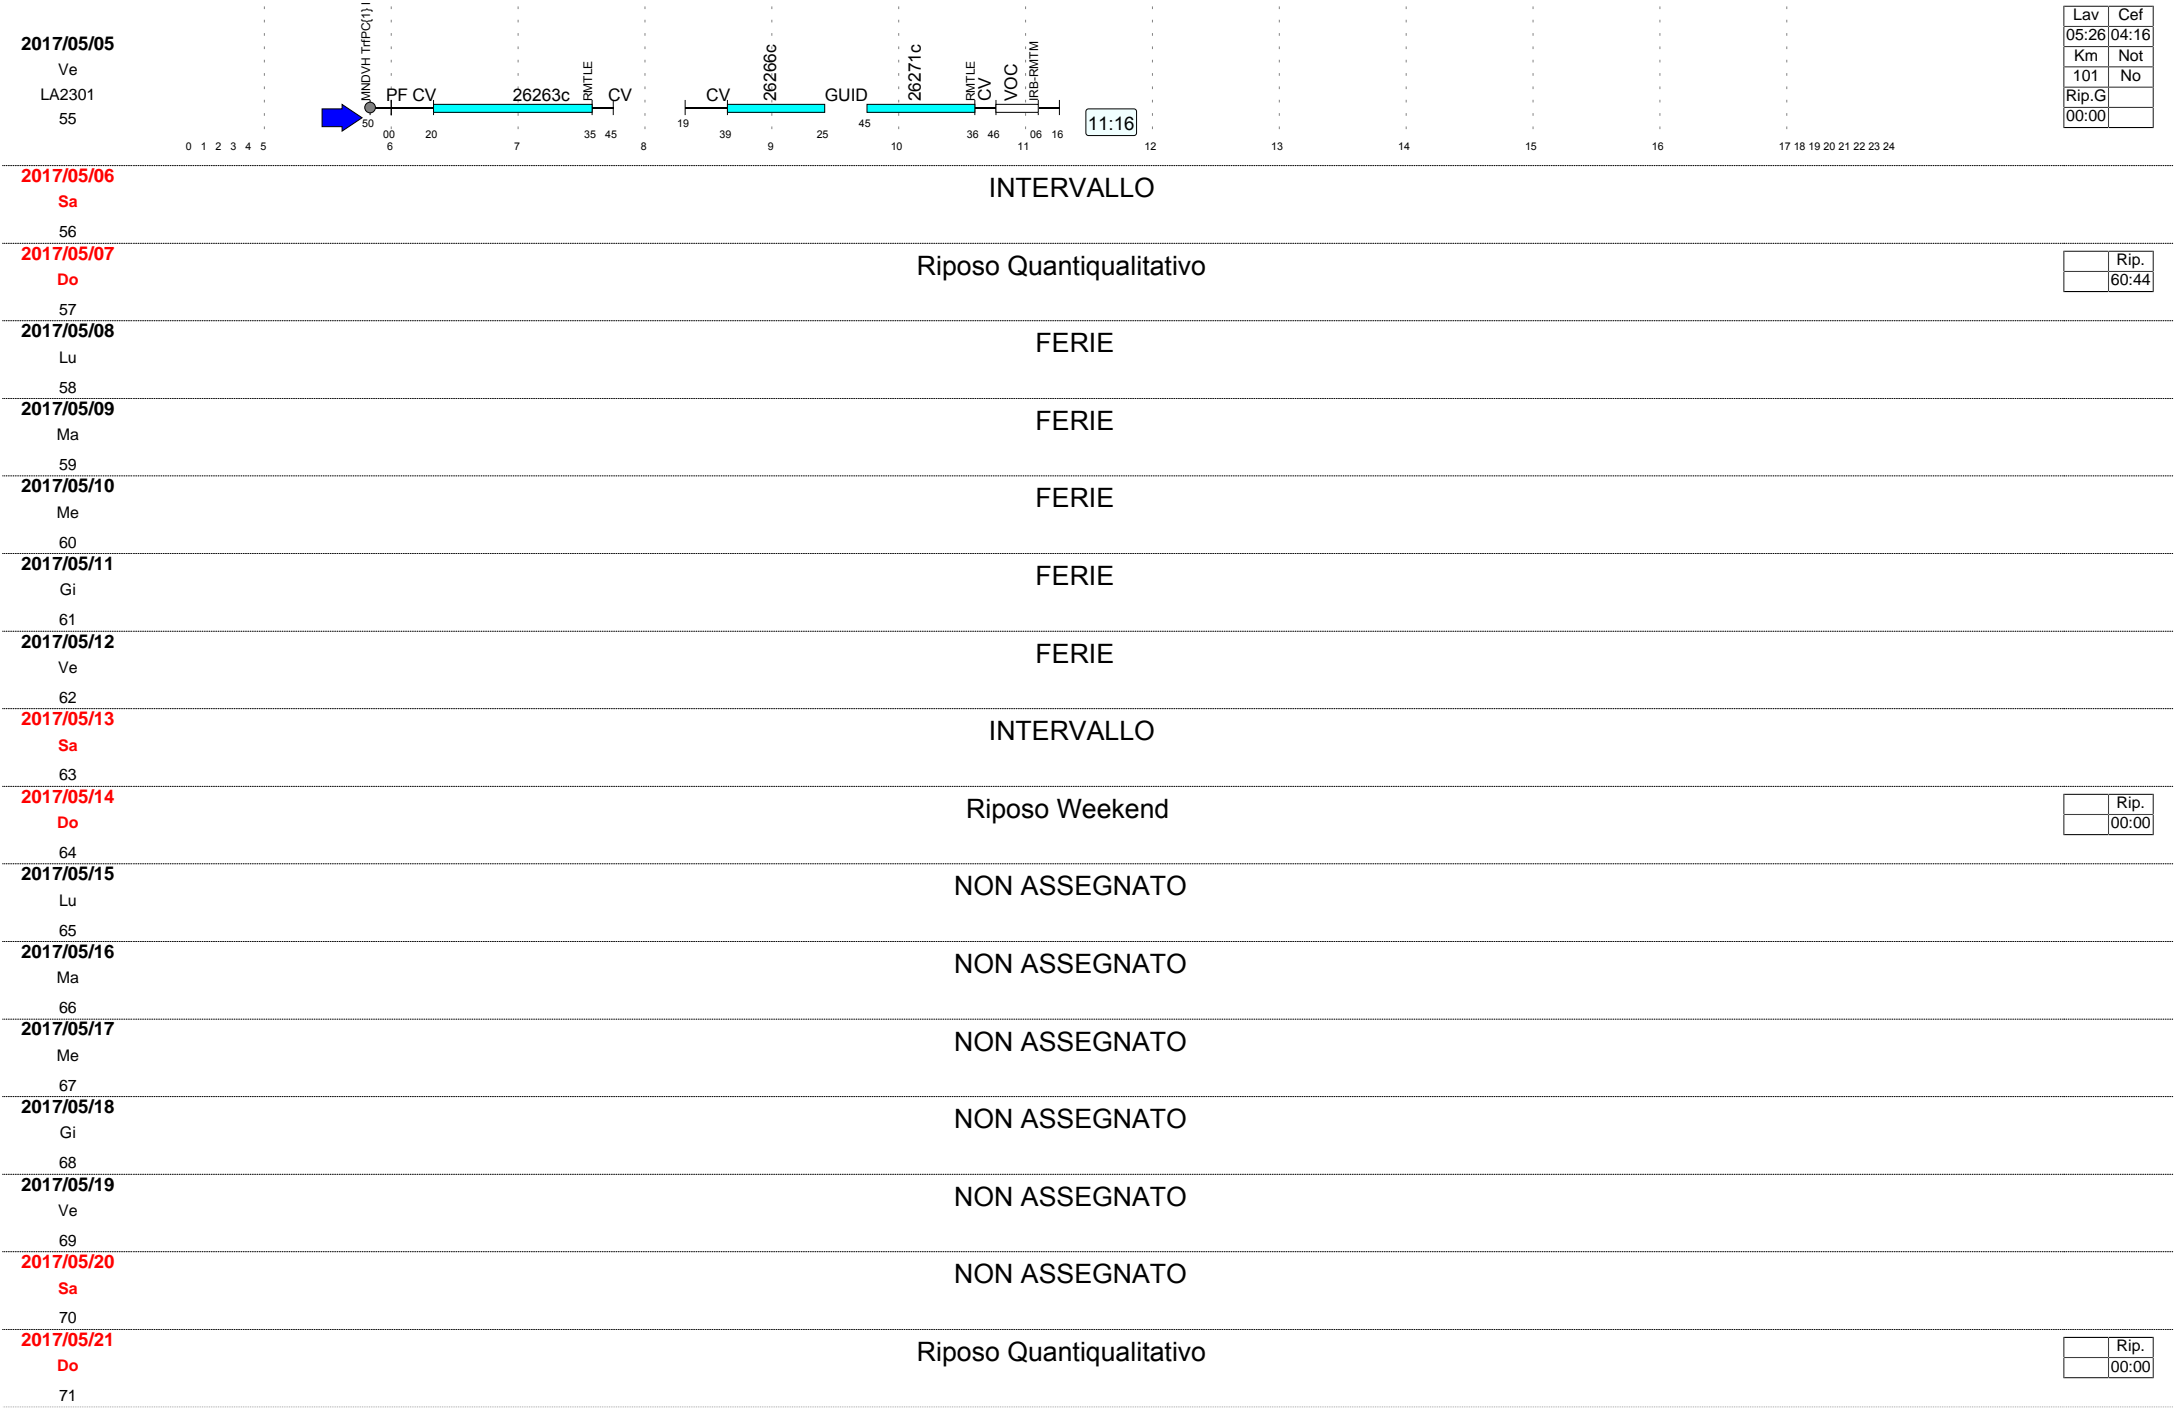 2017/05/05
Ve
LA2301
55
MNDVH TrfPC(1)
PF CV 26263c RMTLE CV CV 26266c GUID 26271c RMTLE CV VOC IRB-RMTM
50 00 20 35 45 19 39 25 45 36 46 06 16
11:16
0 1 2 3 4 5 6 7 8 9 10 11 12 13 14 15 16 17 18 19 20 21 22 23 24
Lav Cef
05:26 04:16
Km Not
101 No
Rip.G
00:00
2017/05/06
Sa
56
INTERVALLO
2017/05/07
Do
57
Riposo Quantiqualitativo
Rip.
60:44
2017/05/08
Lu
58
FERIE
2017/05/09
Ma
59
FERIE
2017/05/10
Me
60
FERIE
2017/05/11
Gi
61
FERIE
2017/05/12
Ve
62
FERIE
2017/05/13
Sa
63
INTERVALLO
2017/05/14
Do
64
Riposo Weekend
Rip.
00:00
2017/05/15
Lu
65
NON ASSEGNATO
2017/05/16
Ma
66
NON ASSEGNATO
2017/05/17
Me
67
NON ASSEGNATO
2017/05/18
Gi
68
NON ASSEGNATO
2017/05/19
Ve
69
NON ASSEGNATO
2017/05/20
Sa
70
NON ASSEGNATO
2017/05/21
Do
71
Riposo Quantiqualitativo
Rip.
00:00